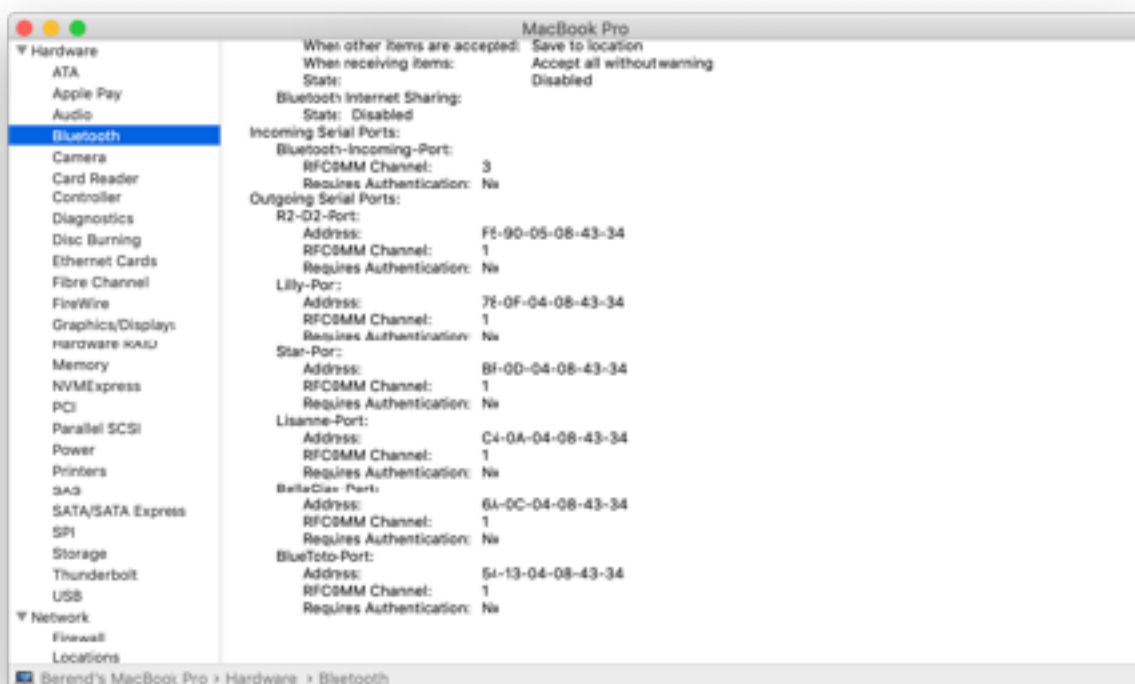 MacBook Pro
Hardware
ATA
Apple Pay
Audio
Bluetooth
Camera
Card Reader
Controller
Diagnostics
Disc Burning
Ethernet Cards
Fibre Channel
FireWire
Graphics/Displays
Hardware RAID
Memory
NVMExpress
PCI
Parallel SCSI
Power
Printers
SAS
SATA/SATA Express
SPI
Storage
Thunderbolt
USB
Network
Firewall
Locations
When other items are accepted: Save to location
When receiving items: Accept all without warning
State: Disabled
Bluetooth Internet Sharing:
State: Disabled
Incoming Serial Ports:
Bluetooth-Incoming-Port:
RFCOMM Channel: 3
Requires Authentication: No
Outgoing Serial Ports:
R2-D2-Port:
Address: -90-05-08-43-34
RFCOMM Channel: 1
Requires Authentication: No
Lilly-Port:
Address: -0F-04-08-43-34
RFCOMM Channel: 1
Requires Authentication: No
Star-Port:
Address: -0D-04-08-43-34
RFCOMM Channel: 1
Requires Authentication: No
Lisanne-Port:
Address: -0A-04-08-43-34
RFCOMM Channel: 1
Requires Authentication: No
Address: -0C-04-08-43-34
RFCOMM Channel: 1
Requires Authentication: No
BlueToto-Port:
Address: -13-04-08-43-34
RFCOMM Channel: 1
Requires Authentication: No
Berend's MacBook Pro › Hardware › Bluetooth